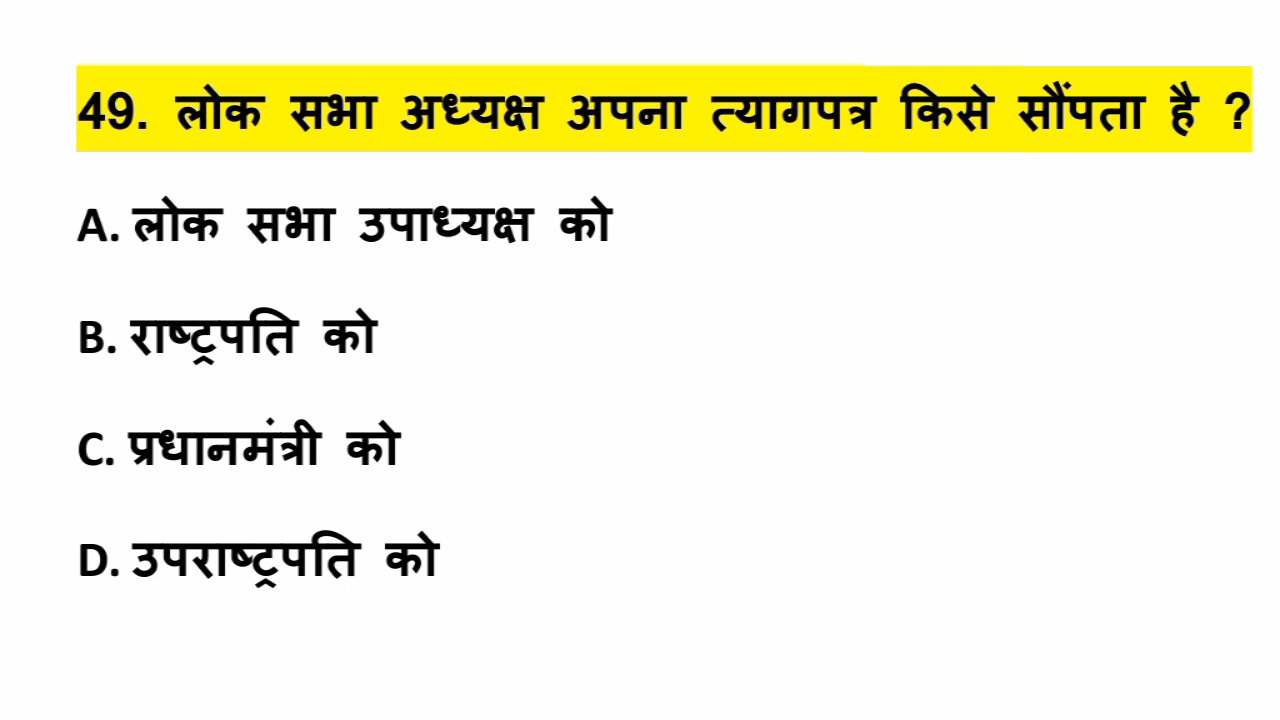 49. लोक सभा अध्यक्ष अपना त्यागपत्र किसे सौंपता है ?
A. लोक सभा उपाध्यक्ष को
B. राष्ट्रपति को
C. प्रधानमंत्री को
D. उपराष्ट्रपति को